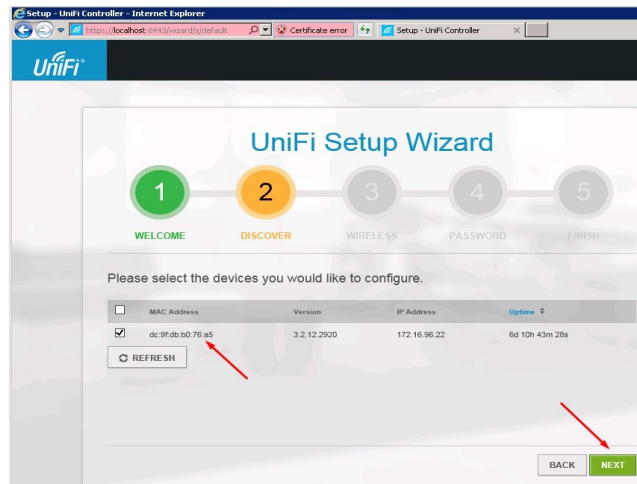 Setup - UniFi Controller - Internet Explorer
https://localhost:8443/wizard/s/default Certificate error Setup - UniFi Controller
UniFi
UniFi Setup Wizard
1 2 3 4 5
WELCOME DISCOVER WIRELESS PASSWORD FINISH
Please select the devices you would like to configure.
MAC Address Version IP Address Uptime
dc:9f:db:b0:76:a5 3.2.12.2920 172.16.96.22 6d 10h 43m 28s
REFRESH
BACK NEXT